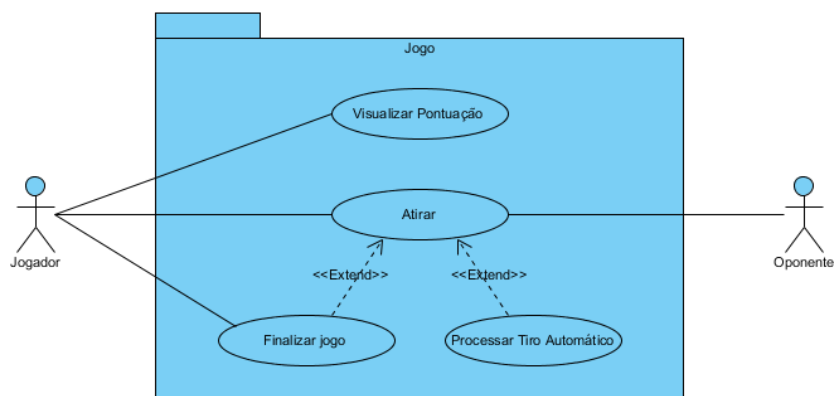 Jogo
Visualizar Pontuação
Atirar
Jogador
Oponente
<<Extend>>
<<Extend>>
Finalizar jogo
Processar Tiro Automático